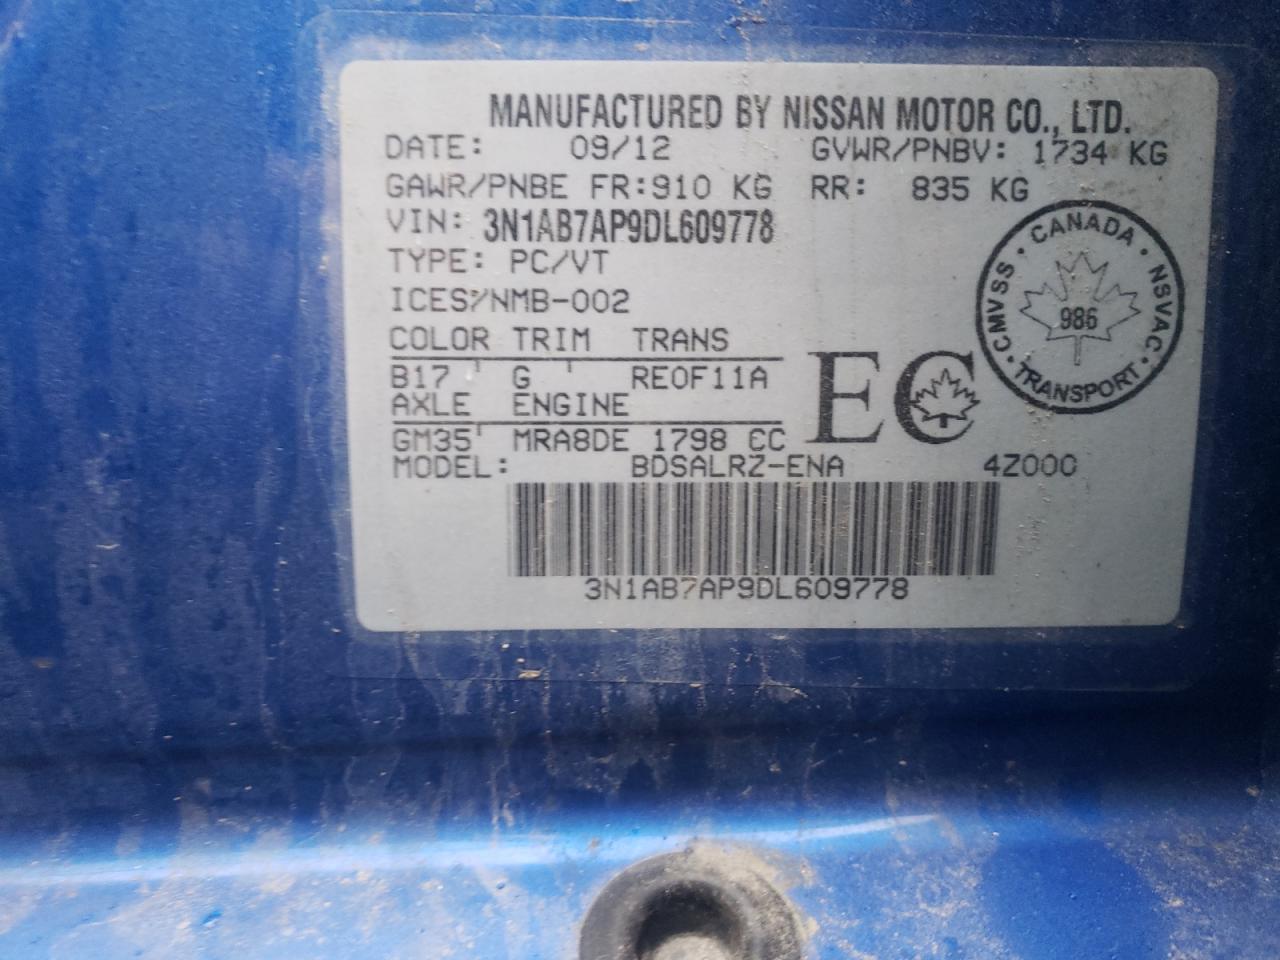 MANUFACTURED BY NISSAN MOTOR CO., LTD.
DATE: 09/12 GVWR/PNBV: 1734 KG
GAWR/PNBE FR:910 KG RR: 835 KG
VIN: 3N1AB7AP9DL609778
TYPE: PC/VT
ICES/NMB-002
CANADA · NSVAC · TRANSPORT · CMVSS ·
986
COLOR TRIM TRANS
B17 G RE0F11A
AXLE ENGINE
GM35 MRA8DE 1798 CC
EC
MODEL: BDSALRZ-ENA 4Z000
3N1AB7AP9DL609778